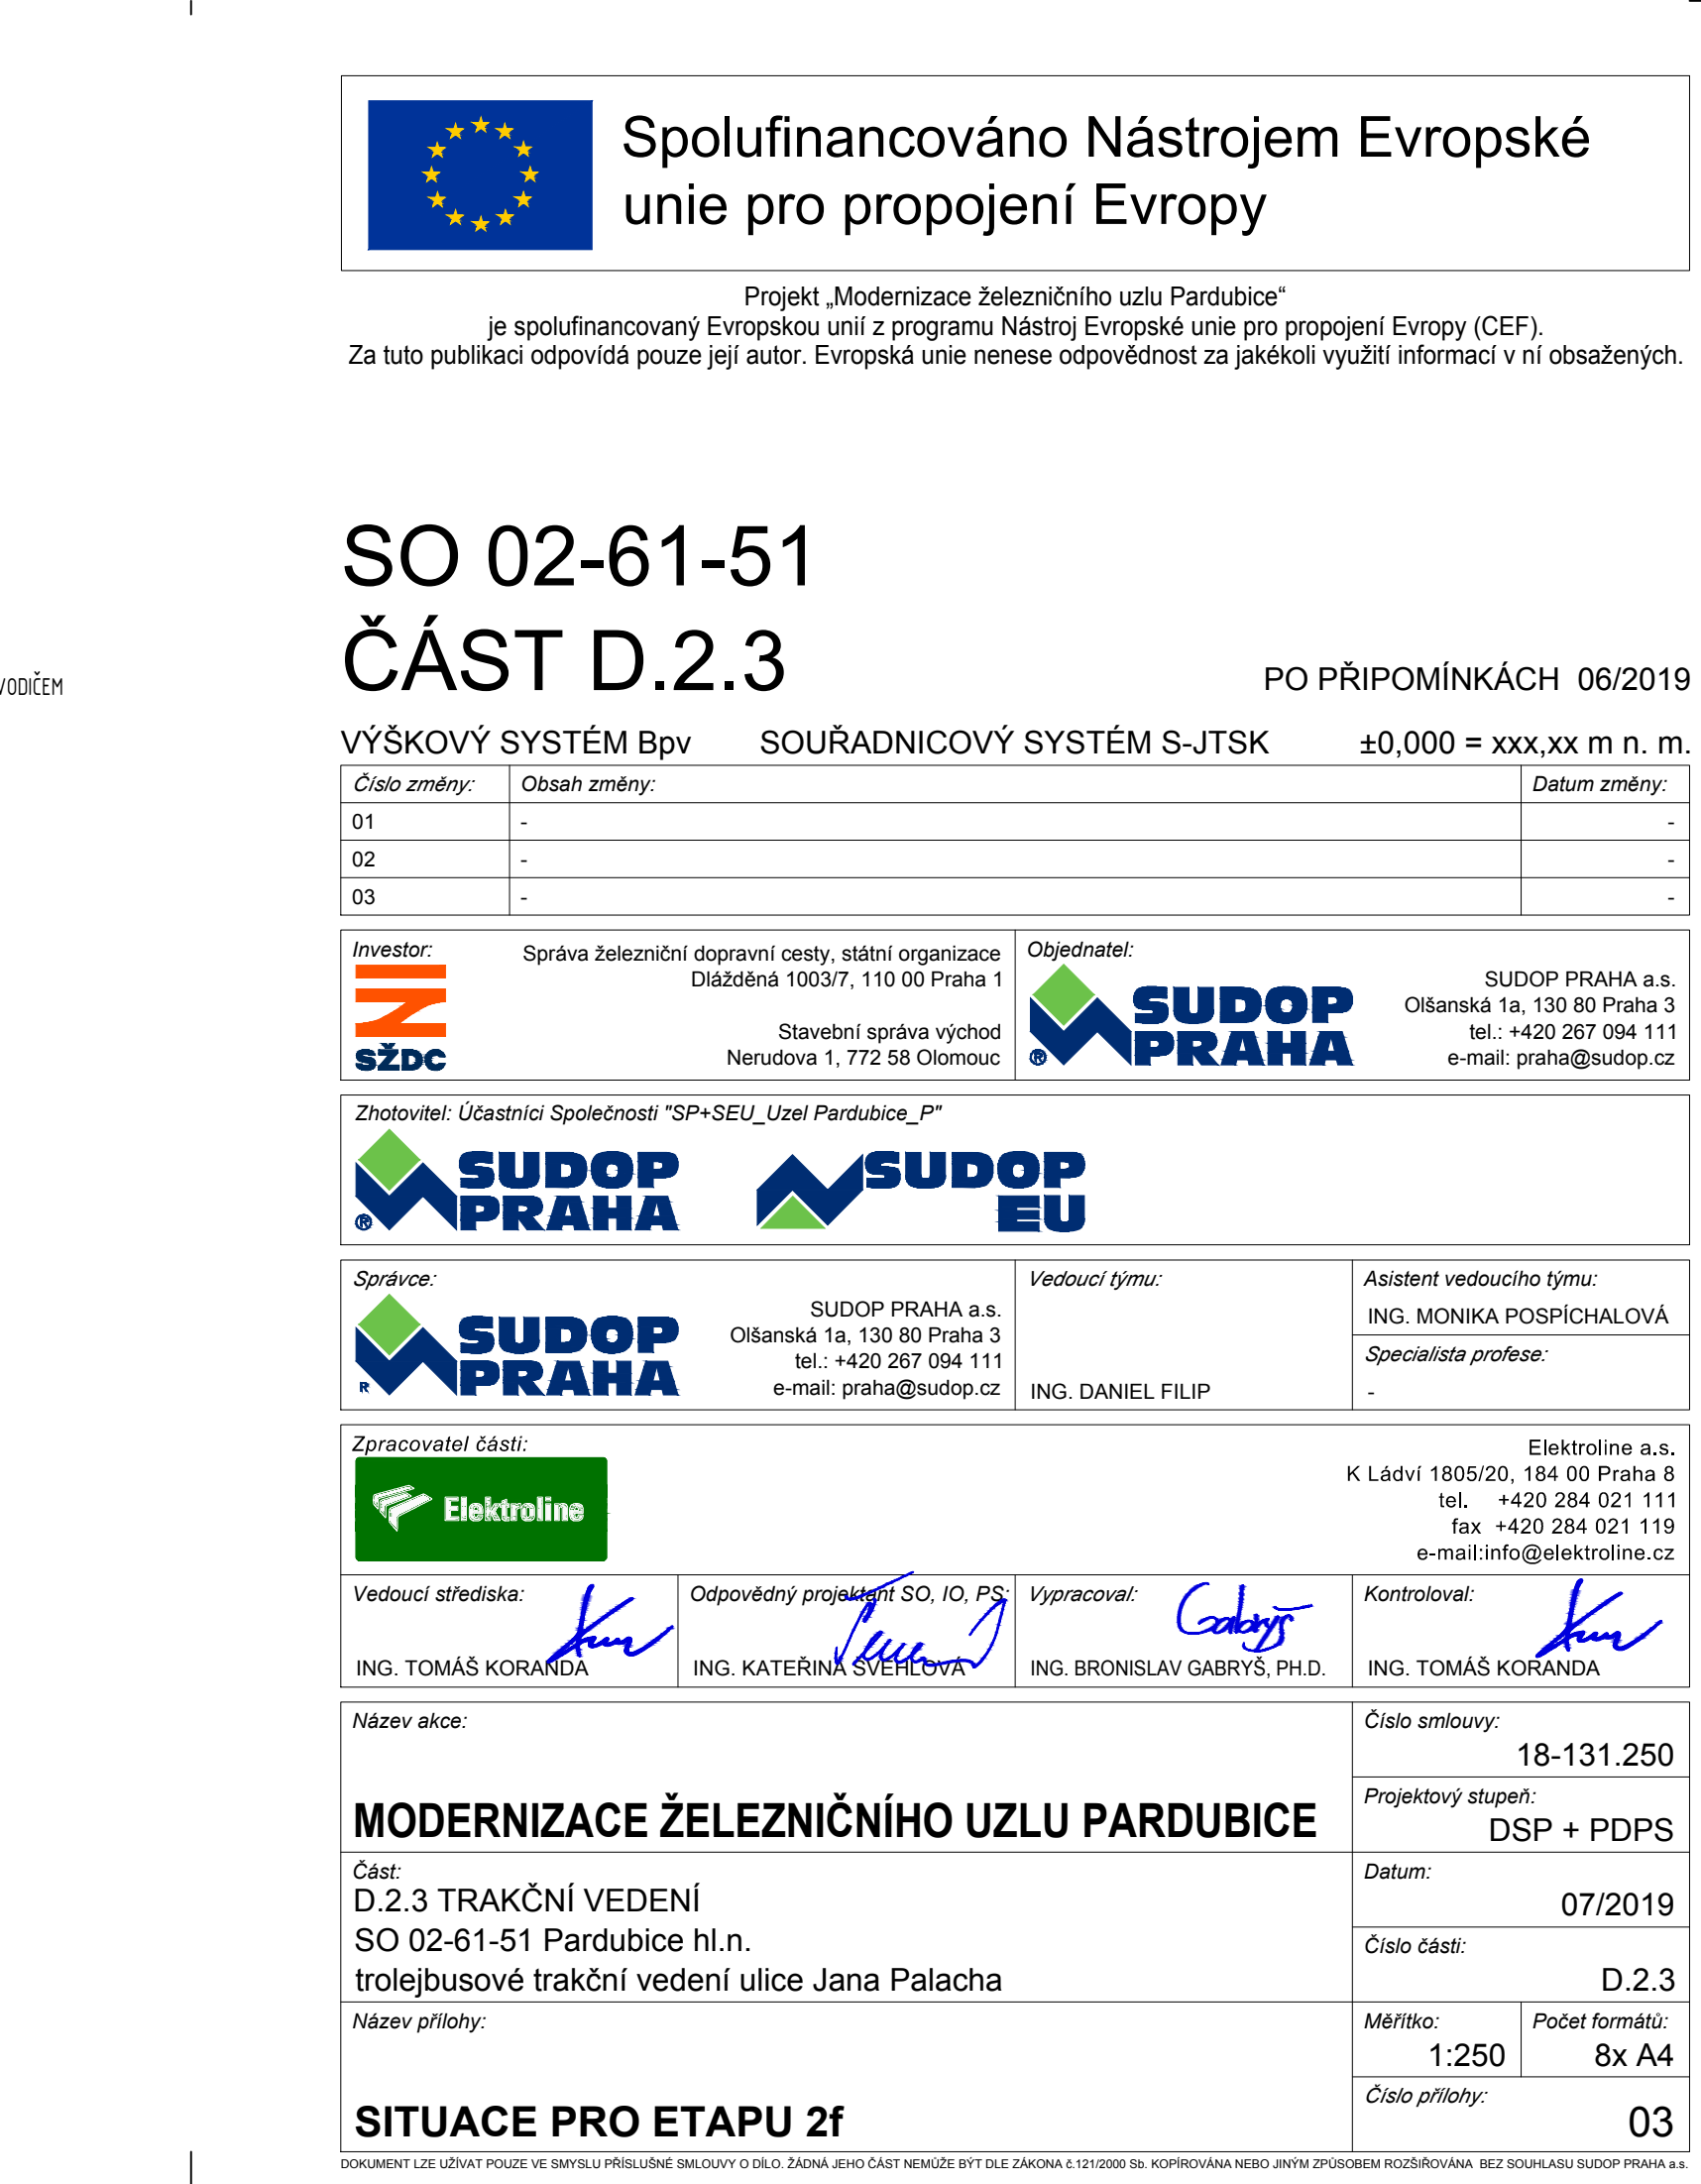 Spolufinancováno Nástrojem Evropské
unie pro propojení Evropy
Projekt „Modernizace železničního uzlu Pardubice“
je spolufinancovaný Evropskou unií z programu Nástroj Evropské unie pro propojení Evropy (CEF).
Za tuto publikaci odpovídá pouze její autor. Evropská unie nenese odpovědnost za jakékoli využití informací v ní obsažených.
SO 02-61-51
ČÁST D.2.3
VODIČEM
PO PŘIPOMÍNKÁCH 06/2019
VÝŠKOVÝ SYSTÉM Bpv SOUŘADNICOVÝ SYSTÉM S-JTSK ±0,000 = xxx,xx m n. m.
Číslo změny: Obsah změny: Datum změny:
01 - -
02 - -
03 - -
Investor:
Správa železniční dopravní cesty, státní organizace
Dlážděná 1003/7, 110 00 Praha 1
Stavební správa východ
Nerudova 1, 772 58 Olomouc
SŽDC
Objednatel:
SUDOP
PRAHA
®
SUDOP PRAHA a.s.
Olšanská 1a, 130 80 Praha 3
tel.: +420 267 094 111
e-mail: praha@sudop.cz
Zhotovitel: Účastníci Společnosti "SP+SEU_Uzel Pardubice_P"
SUDOP
PRAHA
®
SUDOP
EU
Správce:
SUDOP
PRAHA
R
SUDOP PRAHA a.s.
Olšanská 1a, 130 80 Praha 3
tel.: +420 267 094 111
e-mail: praha@sudop.cz
Vedoucí týmu:
ING. DANIEL FILIP
Asistent vedoucího týmu:
ING. MONIKA POSPÍCHALOVÁ
Specialista profese:
-
Zpracovatel části:
Elektroline
Elektroline a.s.
K Ládví 1805/20, 184 00 Praha 8
tel. +420 284 021 111
fax +420 284 021 119
e-mail:info@elektroline.cz
Vedoucí střediska:
ING. TOMÁŠ KORANDA
Odpovědný projektant SO, IO, PS:
ING. KATEŘINA ŠVEHLOVÁ
Vypracoval:
Gabryš
ING. BRONISLAV GABRYŠ, PH.D.
Kontroloval:
ING. TOMÁŠ KORANDA
Název akce:
MODERNIZACE ŽELEZNIČNÍHO UZLU PARDUBICE
Číslo smlouvy:
18-131.250
Projektový stupeň:
DSP + PDPS
Část:
D.2.3 TRAKČNÍ VEDENÍ
SO 02-61-51 Pardubice hl.n.
trolejbusové trakční vedení ulice Jana Palacha
Datum:
07/2019
Číslo části:
D.2.3
Název přílohy:
SITUACE PRO ETAPU 2f
Měřítko:
1:250
Počet formátů:
8x A4
Číslo přílohy:
03
DOKUMENT LZE UŽÍVAT POUZE VE SMYSLU PŘÍSLUŠNÉ SMLOUVY O DÍLO. ŽÁDNÁ JEHO ČÁST NEMŮŽE BÝT DLE ZÁKONA č.121/2000 Sb. KOPÍROVÁNA NEBO JINÝM ZPŮSOBEM ROZŠIŘOVÁNA BEZ SOUHLASU SUDOP PRAHA a.s.